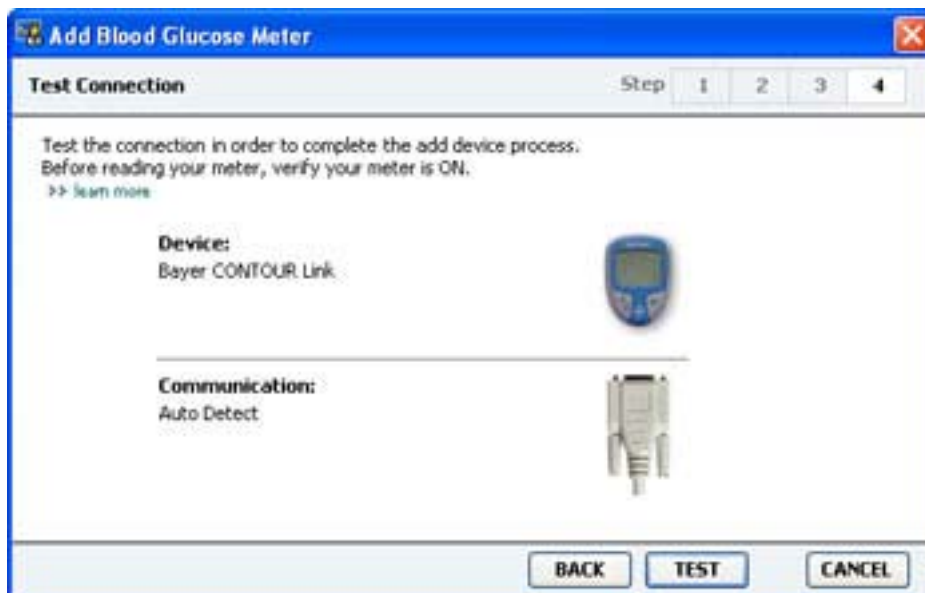 Add Blood Glucose Meter
Test Connection
Step 1 2 3 4
Test the connection in order to complete the add device process.
Before reading your meter, verify your meter is ON.
>> learn more
Device:
Bayer CONTOUR Link
Communication:
Auto Detect
BACK TEST CANCEL